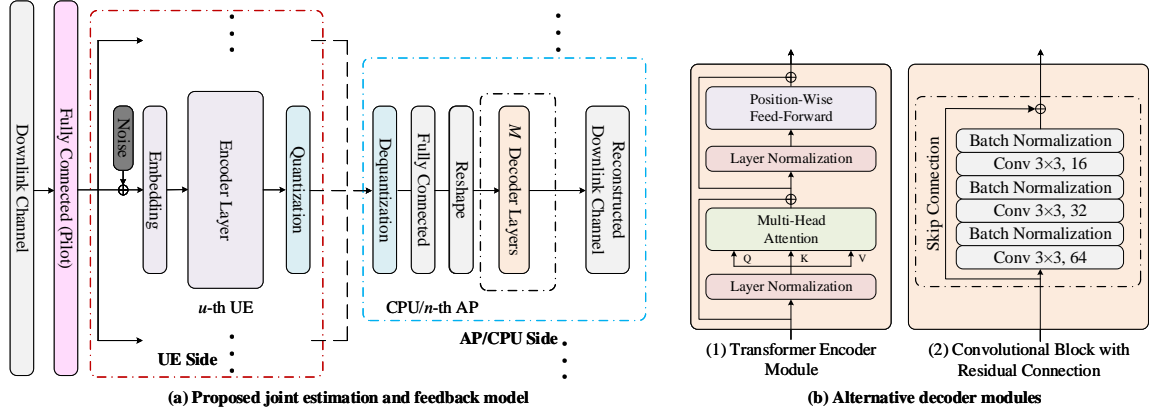 Downlink Channel
Fully Connected (Pilot)
Noise
Embedding
Encoder
Layer
Quantization
u-th UE
UE Side
Dequantization
Fully Connected
Reshape
M Decoder Layers
Reconstructed
Downlink Channel
CPU/n-th AP
AP/CPU Side
(a) Proposed joint estimation and feedback model
Position-Wise
Feed-Forward
Layer Normalization
Multi-Head
Attention
Q
K
V
Layer Normalization
(1) Transformer Encoder
Module
Skip Connection
Batch Normalization
Conv 3×3, 16
Batch Normalization
Conv 3×3, 32
Batch Normalization
Conv 3×3, 64
(2) Convolutional Block with
Residual Connection
(b) Alternative decoder modules